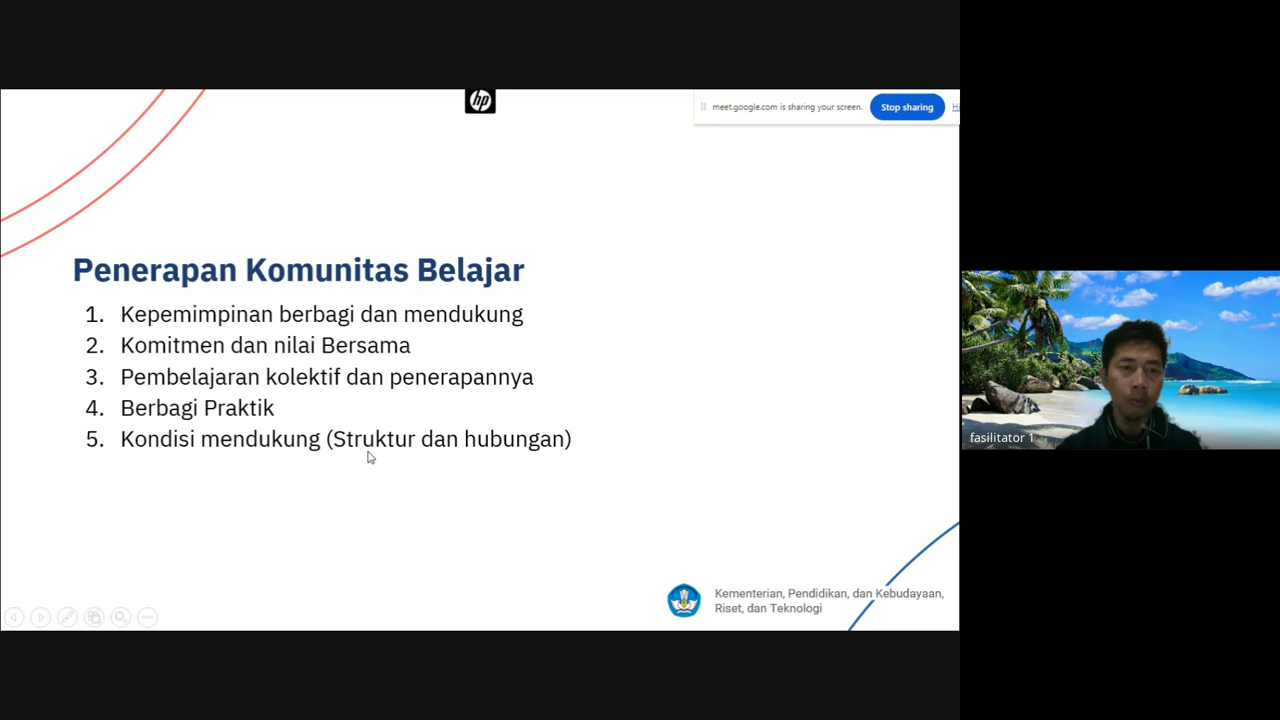 hp
meet.google.com is sharing your screen.
Stop sharing
Penerapan Komunitas Belajar
1. Kepemimpinan berbagi dan mendukung
2. Komitmen dan nilai Bersama
3. Pembelajaran kolektif dan penerapannya
4. Berbagi Praktik
5. Kondisi mendukung (Struktur dan hubungan)
fasilitator 1
Kementerian, Pendidikan, dan Kebudayaan,
Riset, dan Teknologi